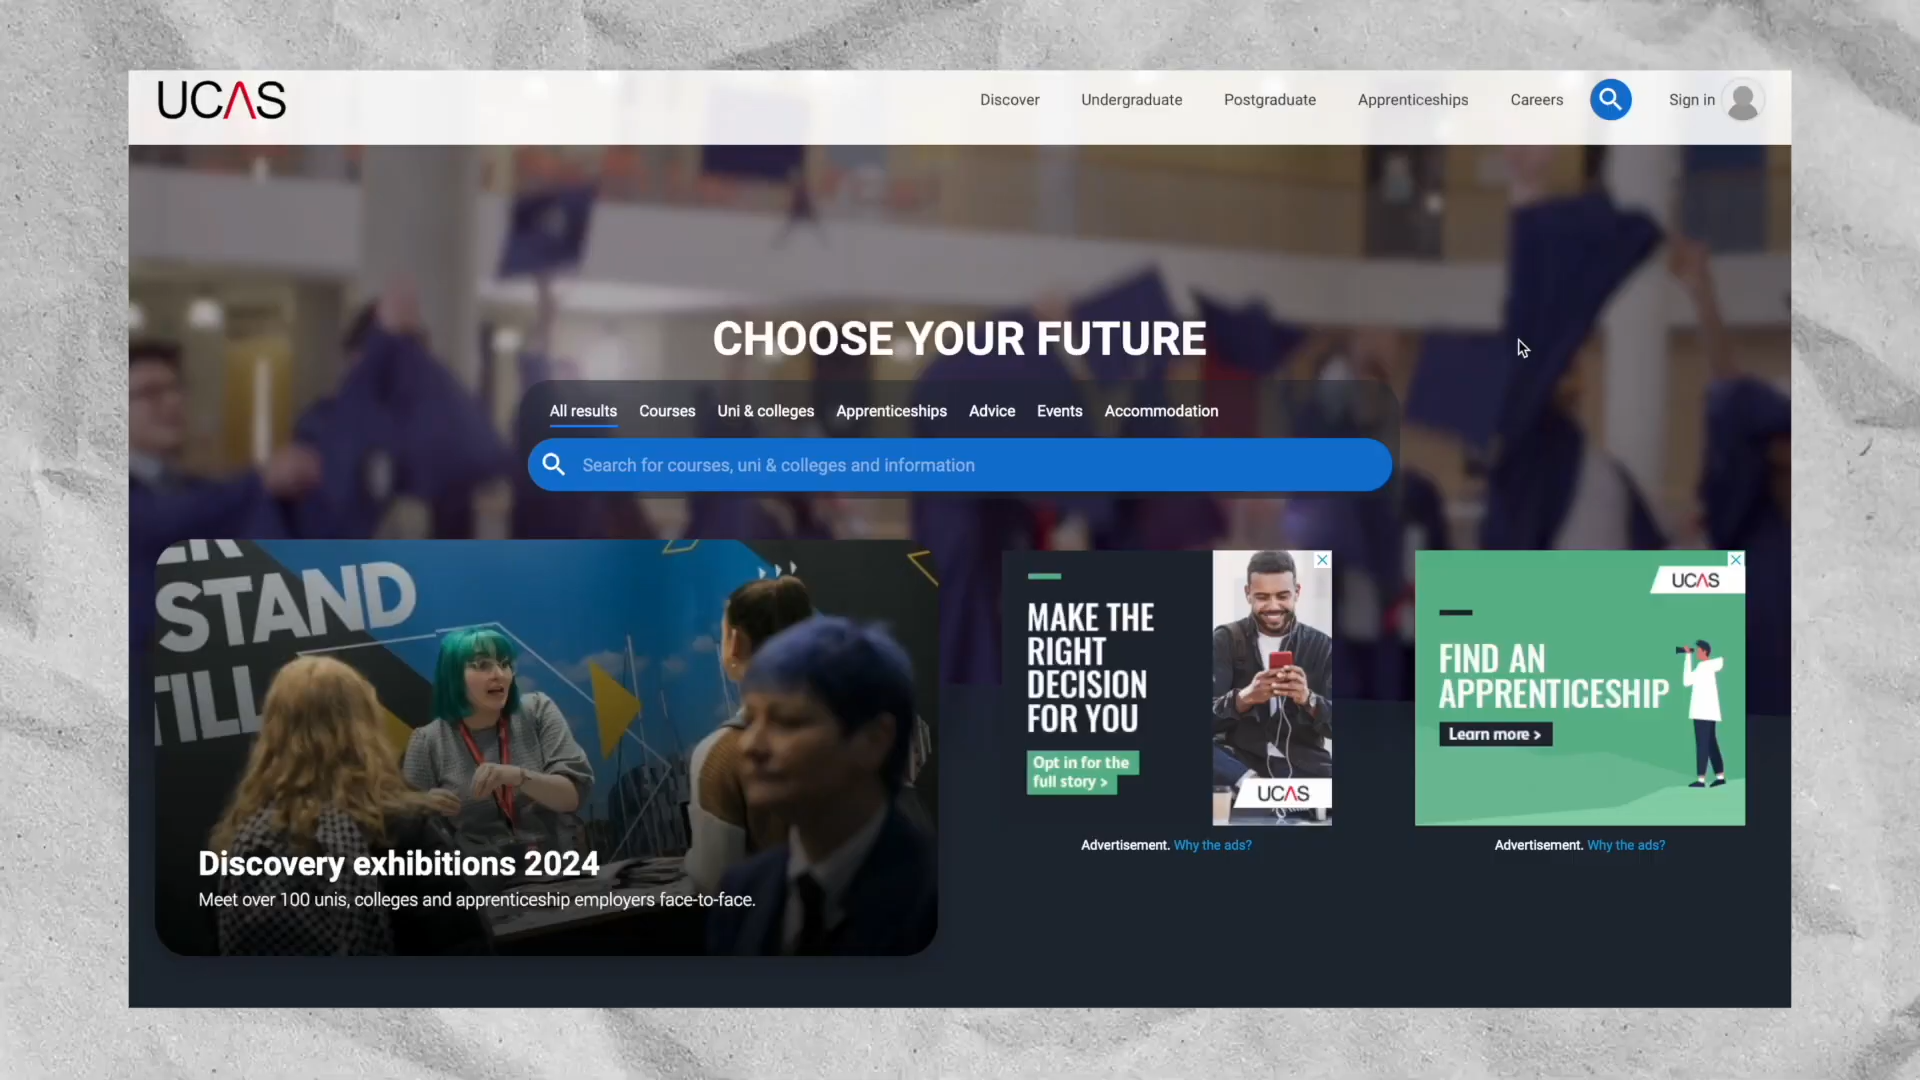 UCAS
Discover
Undergraduate
Postgraduate
Apprenticeships
Careers
Sign in
CHOOSE YOUR FUTURE
All results
Courses
Uni & colleges
Apprenticeships
Advice
Events
Accommodation
Search for courses, uni & colleges and information
STAND
Discovery exhibitions 2024
Meet over 100 unis, colleges and apprenticeship employers face-to-face.
MAKE THE
RIGHT
DECISION
FOR YOU
Opt in for the
full story >
UCAS
Advertisement. Why the ads?
UCAS
FIND AN
APPRENTICESHIP
Learn more >
Advertisement. Why the ads?